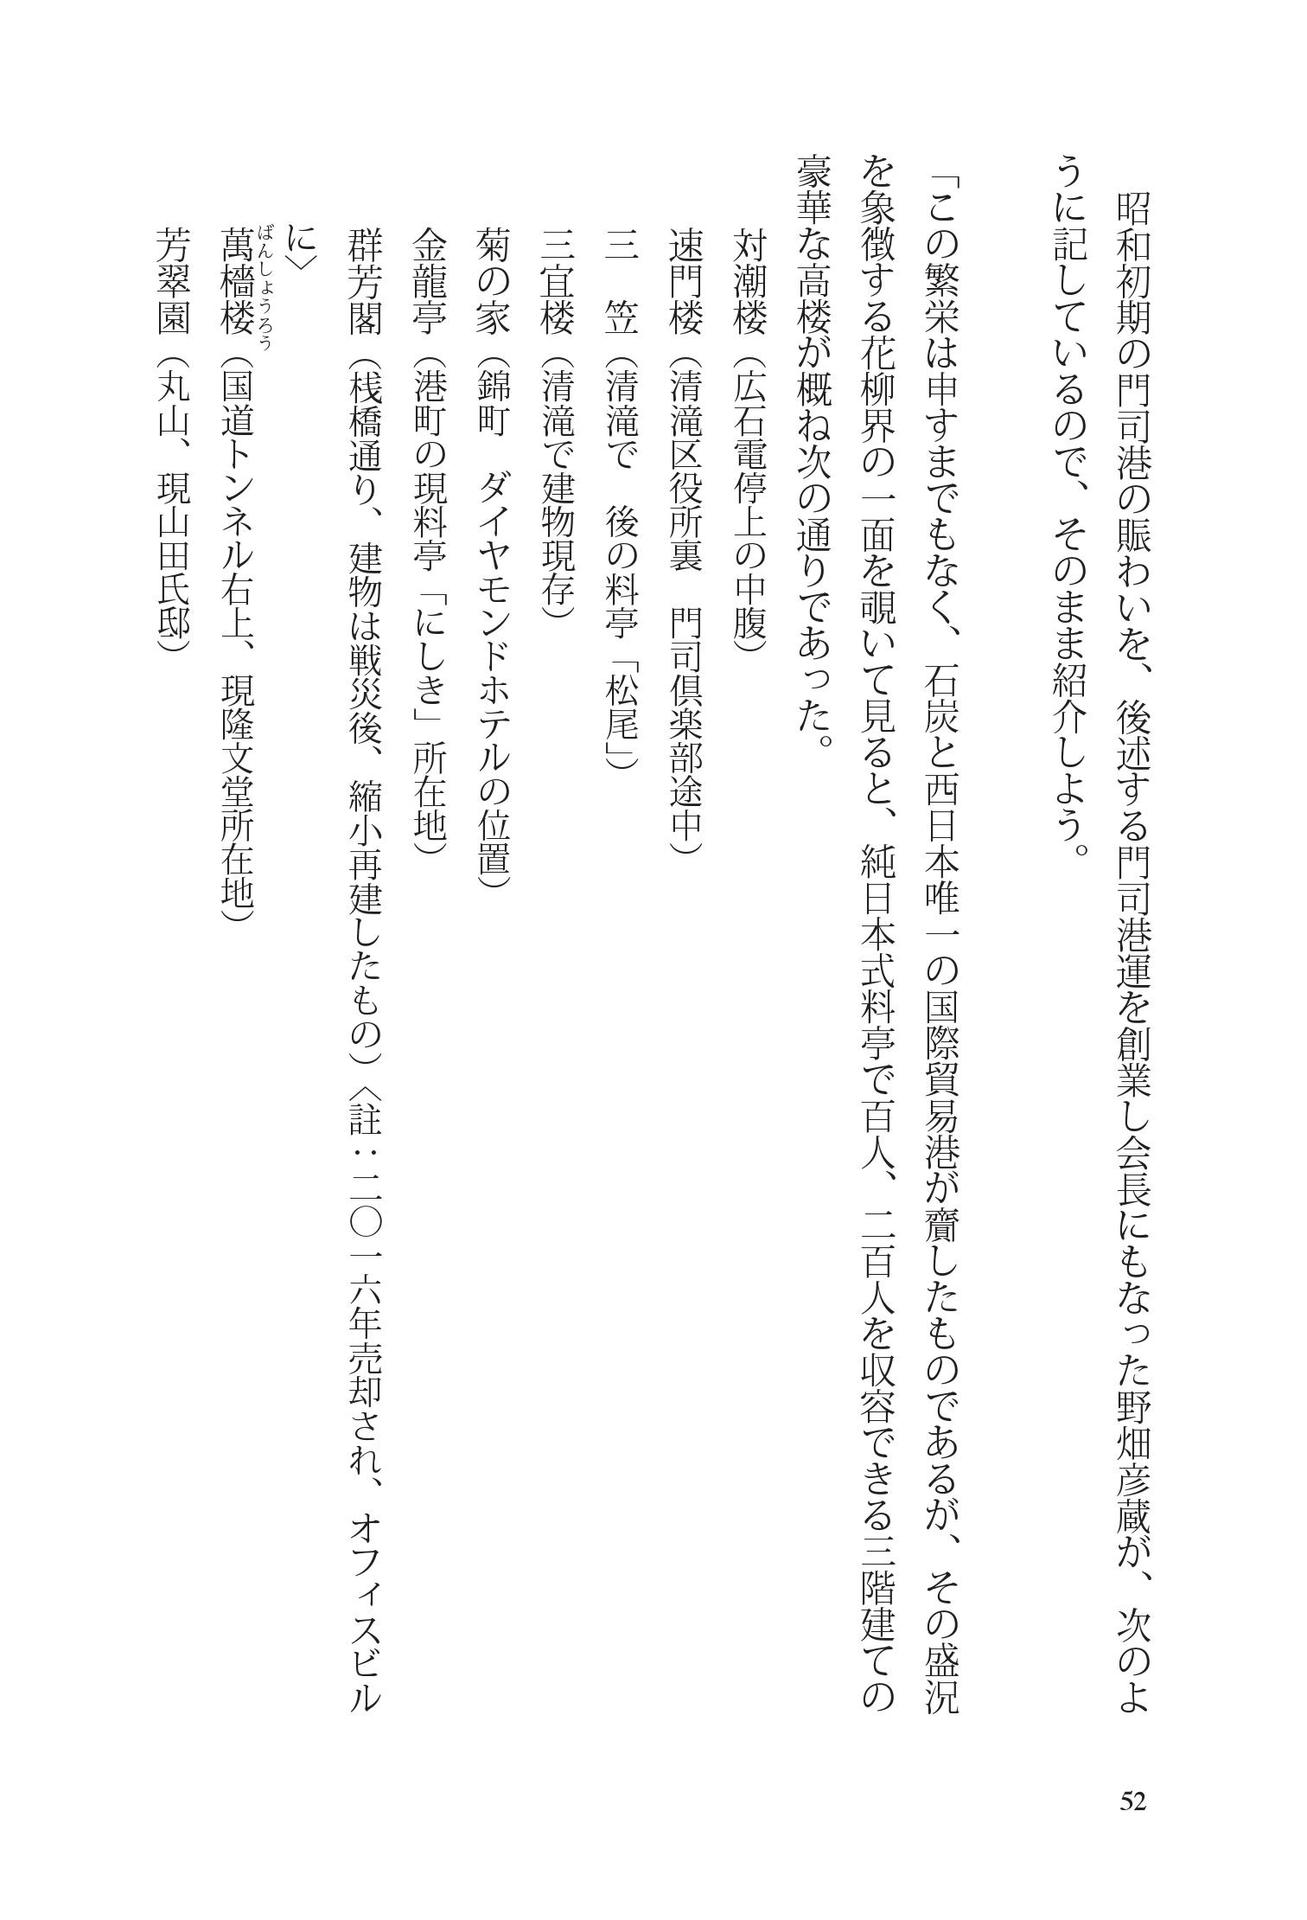 昭和初期の門司港の賑わいを、後述する門司港運を創業し会長にもなった野畑彦蔵が、次のよ
うに記しているので、そのまま紹介しよう。
「この繁栄は申すまでもなく、石炭と西日本唯一の国際貿易港が齎したものであるが、その盛況
を象徴する花柳界の一面を覗いて見ると、純日本式料亭で百人、二百人を収容できる三階建ての
豪華な高楼が概ね次の通りであった。
対潮楼（広石電停上の中腹）
速門楼（清滝区役所裏　門司倶楽部途中）
三　笠（清滝で　後の料亭「松尾」）
三宜楼（清滝で建物現存）
菊の家（錦町　ダイヤモンドホテルの位置）
金龍亭（港町の現料亭「にしき」所在地）
群芳閣（桟橋通り、建物は戦災後、縮小再建したもの）〈註：二〇一六年売却され、オフィスビル
に〉
萬檣楼（国道トンネル右上、現隆文堂所在地）
ばんしょうろう
芳翠園（丸山、現山田氏邸）
52